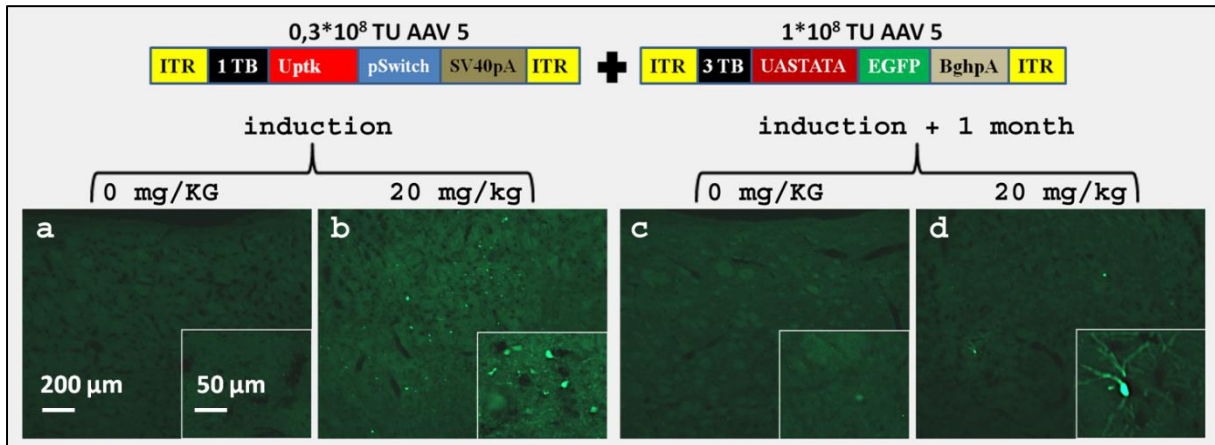 0,3*10⁸ TU AAV 5
1*10⁸ TU AAV 5
ITR 1 TB Uptk pSwitch SV40pA ITR
+
ITR 3 TB UASTATA EGFP BghpA ITR
induction
induction + 1 month
0 mg/KG
20 mg/kg
0 mg/KG
20 mg/kg
a
b
c
d
200 µm
50 µm